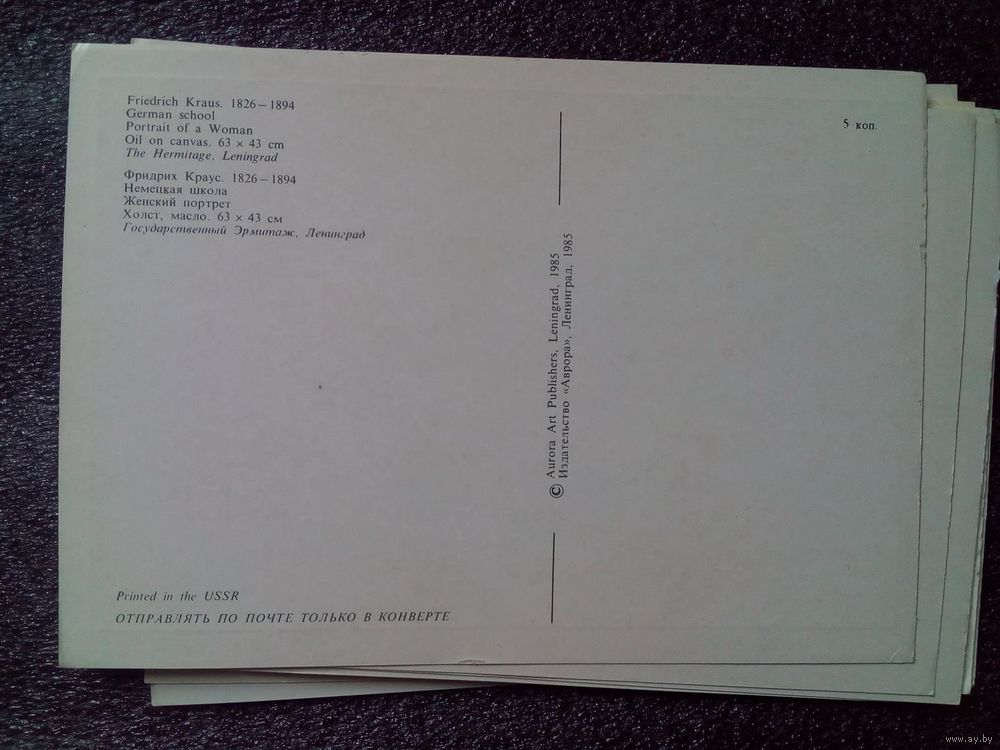 Friedrich Kraus. 1826–1894
German school
Portrait of a Woman
Oil on canvas. 63 × 43 cm
The Hermitage, Leningrad
Фридрих Краус. 1826–1894
Немецкая школа
Женский портрет
Холст, масло. 63 × 43 см
Государственный Эрмитаж, Ленинград
5 коп.
© Aurora Art Publishers, Leningrad, 1985
Издательство «Аврора», Ленинград, 1985
Printed in the USSR
ОТПРАВЛЯТЬ ПО ПОЧТЕ ТОЛЬКО В КОНВЕРТЕ
www.ay.by